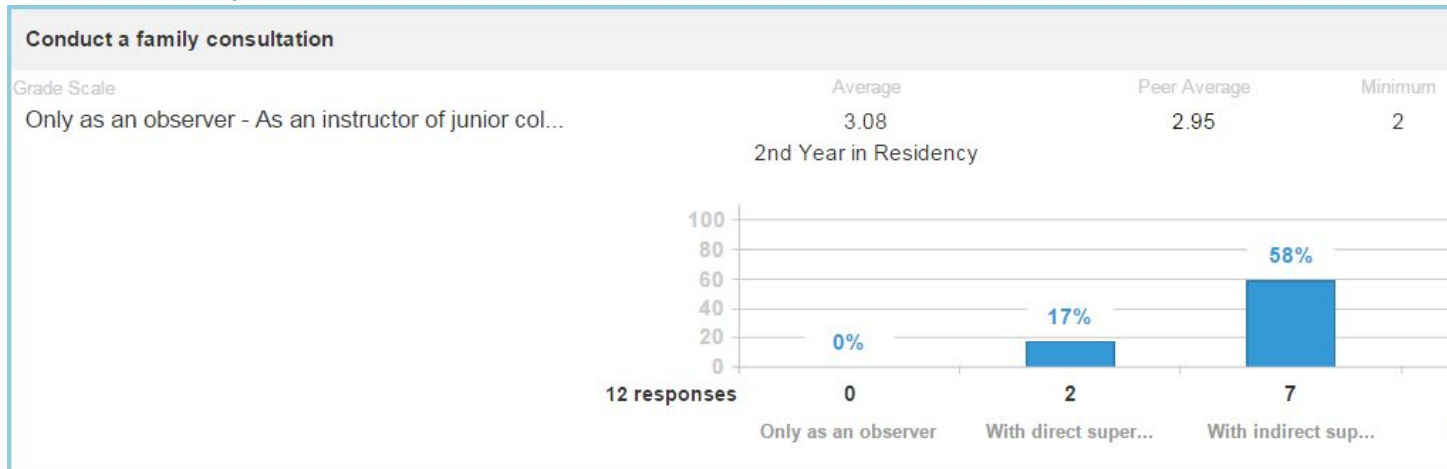 Conduct a family consultation
Grade Scale Average Peer Average Minimum
Only as an observer - As an instructor of junior col... 3.08 2.95 2
2nd Year in Residency
100
80
58%
60
40
17%
20
0%
0
12 responses 0 2 7
Only as an observer With direct super... With indirect sup...